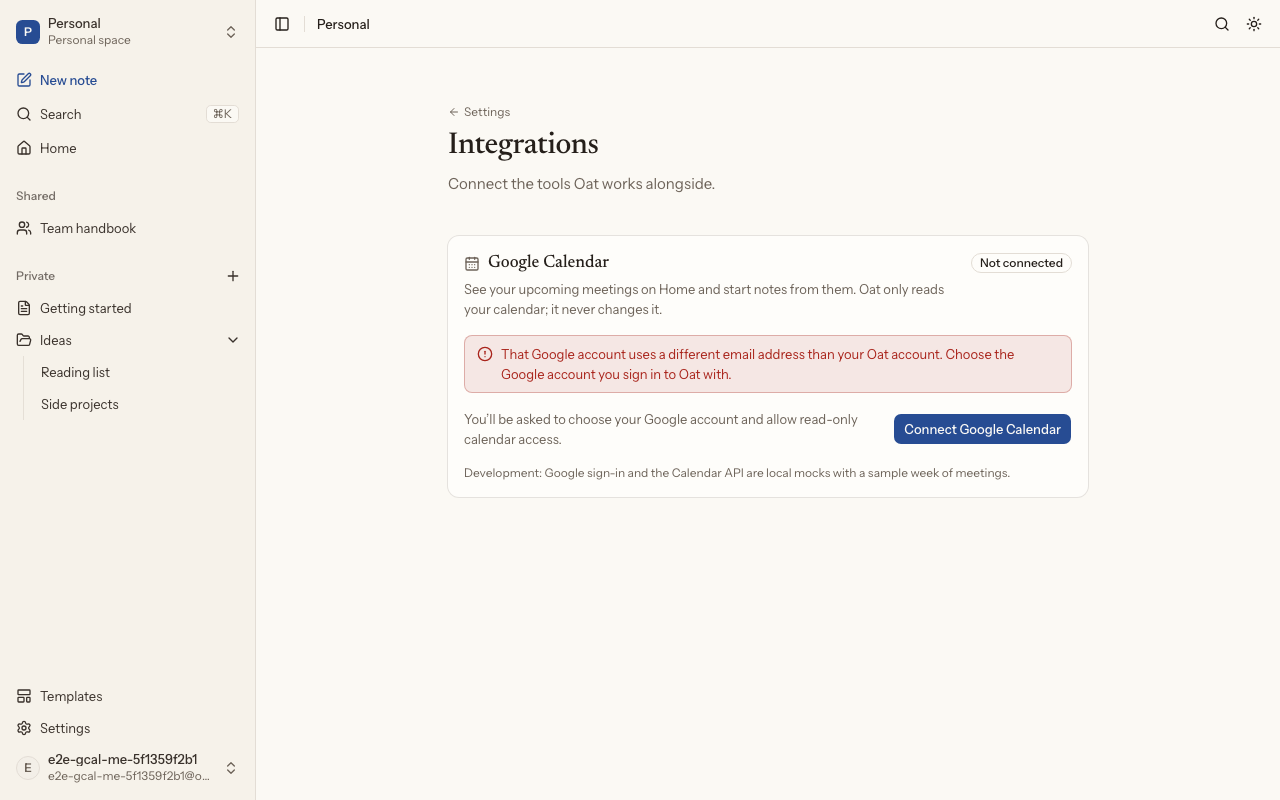 P
Personal
Personal space
New note
Search
⌘K
Home
Shared
Team handbook
Private
Getting started
Ideas
Reading list
Side projects
Templates
Settings
E
e2e-gcal-me-5f1359f2b1
e2e-gcal-me-5f1359f2b1@o...
Personal
Settings
Integrations
Connect the tools Oat works alongside.
Google Calendar
Not connected
See your upcoming meetings on Home and start notes from them. Oat only reads
your calendar; it never changes it.
That Google account uses a different email address than your Oat account. Choose the
Google account you sign in to Oat with.
You'll be asked to choose your Google account and allow read-only
calendar access.
Connect Google Calendar
Development: Google sign-in and the Calendar API are local mocks with a sample week of meetings.